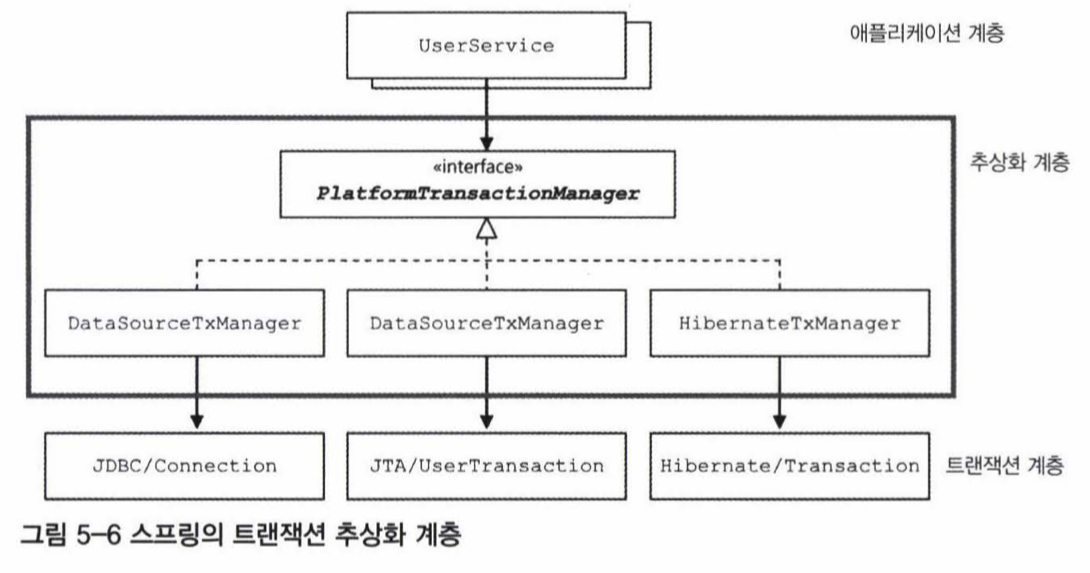 UserService
애플리케이션 계층
추상화 계층
«interface»
PlatformTransactionManager
DataSourceTxManager
DataSourceTxManager
HibernateTxManager
JDBC/Connection
JTA/UserTransaction
Hibernate/Transaction
트랜잭션 계층
그림 5-6 스프링의 트랜잭션 추상화 계층